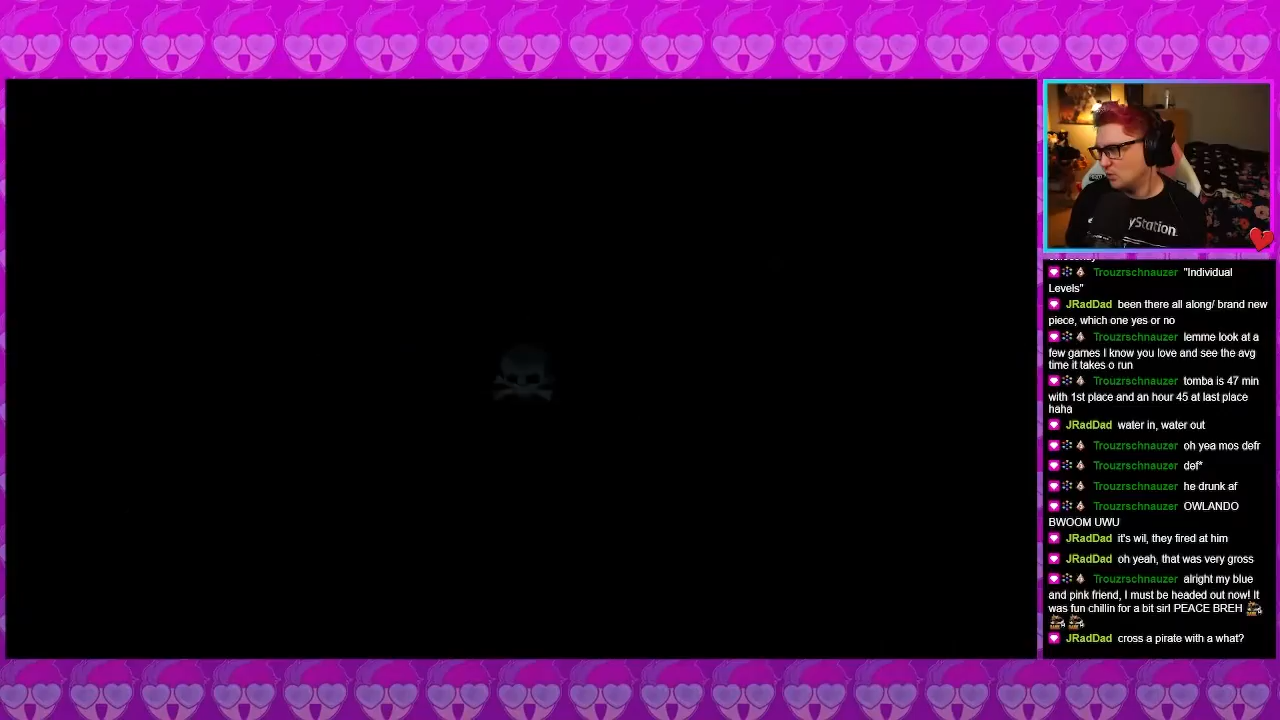 yStation
Trouzrschnauzer "Individual
Levels"
JRadDad been there all along/ brand new
piece, which one yes or no
Trouzrschnauzer lemme look at a
few games I know you love and see the avg
time it takes o run
Trouzrschnauzer tomba is 47 min
with 1st place and an hour 45 at last place
haha
JRadDad water in, water out
Trouzrschnauzer oh yea mos defr
Trouzrschnauzer def*
Trouzrschnauzer he drunk af
Trouzrschnauzer OWLANDO
BWOOM UWU
JRadDad it's wil, they fired at him
JRadDad oh yeah, that was very gross
Trouzrschnauzer alright my blue
and pink friend, I must be headed out now! It
was fun chillin for a bit sir! PEACE BREH
JRadDad cross a pirate with a what?